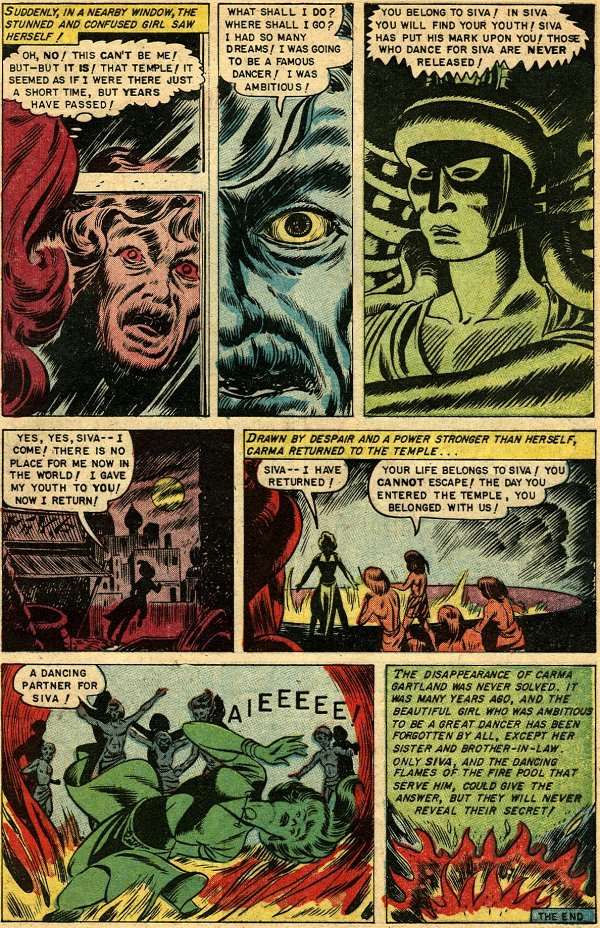 SUDDENLY, IN A NEARBY WINDOW, THE
STUNNED AND CONFUSED GIRL SAW
HERSELF!
OH, NO! THIS CAN'T BE ME!
BUT--BUT IT IS! THAT TEMPLE! IT
SEEMED AS IF I WERE THERE JUST
A SHORT TIME, BUT YEARS
HAVE PASSED!
WHAT SHALL I DO?
WHERE SHALL I GO?
I HAD SO MANY
DREAMS! I WAS GOING
TO BE A FAMOUS
DANCER! I WAS
AMBITIOUS!
YOU BELONG TO SIVA! IN SIVA
YOU WILL FIND YOUR YOUTH! SIVA
HAS PUT HIS MARK UPON YOU! THOSE
WHO DANCE FOR SIVA ARE NEVER
RELEASED!
YES, YES, SIVA-- I
COME! THERE IS NO
PLACE FOR ME NOW IN
THE WORLD! I GAVE
MY YOUTH TO YOU!
NOW I RETURN!
DRAWN BY DESPAIR AND A POWER STRONGER THAN HERSELF,
CARMA RETURNED TO THE TEMPLE...
SIVA-- I HAVE
RETURNED!
YOUR LIFE BELONGS TO SIVA! YOU
CANNOT ESCAPE! THE DAY YOU
ENTERED THE TEMPLE, YOU
BELONGED WITH US!
A DANCING
PARTNER FOR
SIVA!
AIEEEEEE!
THE DISAPPEARANCE OF CARMA
GARTLAND WAS NEVER SOLVED. IT
WAS MANY YEARS AGO, AND THE
BEAUTIFUL GIRL WHO WAS AMBITIOUS
TO BE A GREAT DANCER HAS BEEN
FORGOTTEN BY ALL, EXCEPT HER
SISTER AND BROTHER-IN-LAW.
ONLY SIVA, AND THE DANCING
FLAMES OF THE FIRE POOL THAT
SERVE HIM, COULD GIVE THE
ANSWER, BUT THEY WILL NEVER
REVEAL THEIR SECRET!
THE END